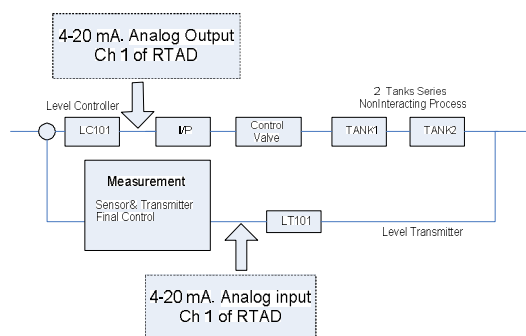 4-20 mA. Analog Output
Ch 1 of RTAD
Level Controller
2 Tanks Series
NonInteracting Process
LC101
I/P
Control
Valve
TANK1
TANK2
Measurement
Sensor& Transmitter
Final Control
LT101
Level Transmitter
4-20 mA. Analog input
Ch 1 of RTAD